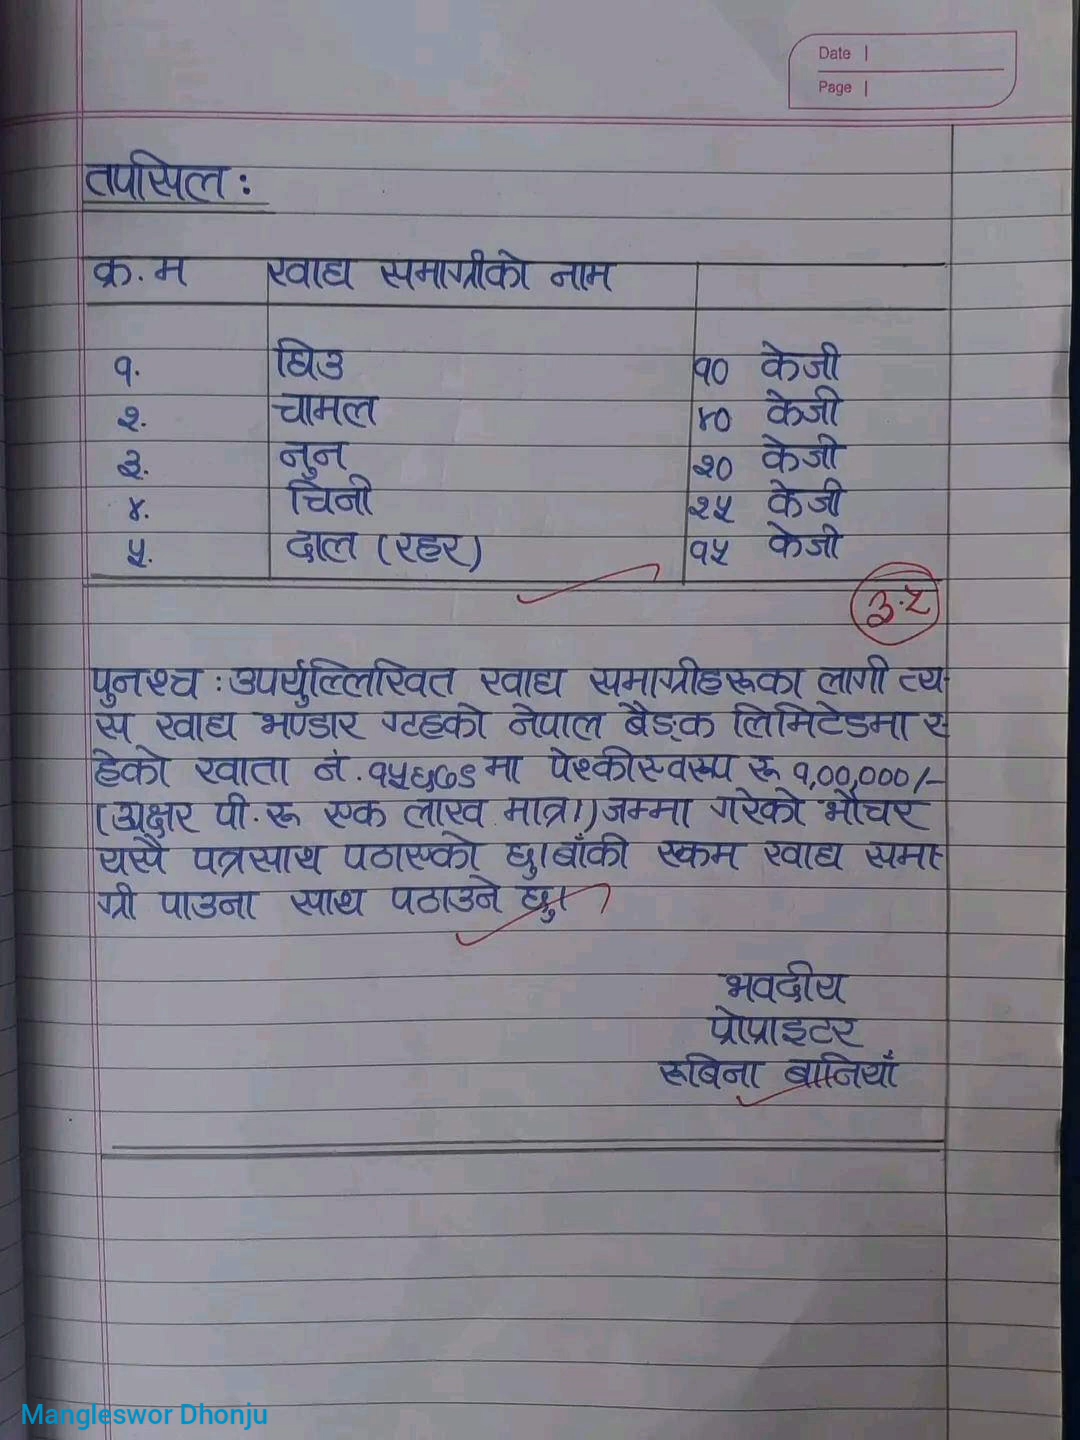 Date |
Page |
तपसिल :
क्र. म खाद्य समाग्रीको नाम
१. घिउ १० केजी
२. चामल ४० केजी
३. नुन २० केजी
४. चिनी २५ केजी
५. दाल (रहर) १५ केजी
३.५
पुनश्च : उपर्युल्लिखित खाद्य समाग्रीहरूका लागी त्य-
स खाद्य भण्डार गृहको नेपाल बैङ्क लिमिटेडमा र-
हेको खाता नं. १५६७८ मा पेश्कीस्वरूप रू १,००,०००/-
(अक्षर पी. रू एक लाख मात्र।) जम्मा गरेको भौचर
यसै पत्रसाथ पठाएको छु। बाँकी रकम खाद्य समा-
ग्री पाउना साथ पठाउने छु।
भवदीय
प्रोप्राइटर
रूबिना बानियाँ
Mangleswor Dhonju